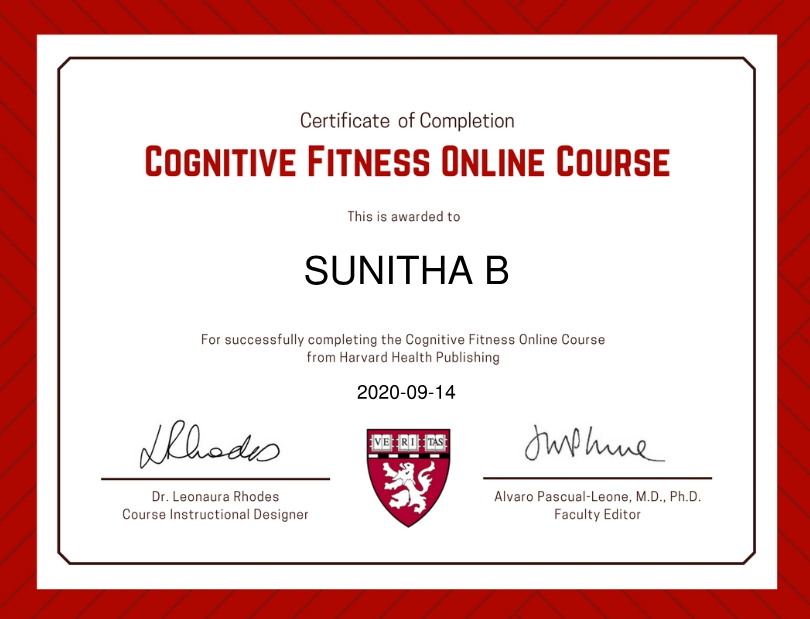 Certificate of Completion
COGNITIVE FITNESS ONLINE COURSE
This is awarded to
SUNITHA B
For successfully completing the Cognitive Fitness Online Course
from Harvard Health Publishing
2020-09-14
LRhodes
VE RI TAS
Dr. Leonaura Rhodes
Course Instructional Designer
Alvaro Pascual-Leone, M.D., Ph.D.
Faculty Editor